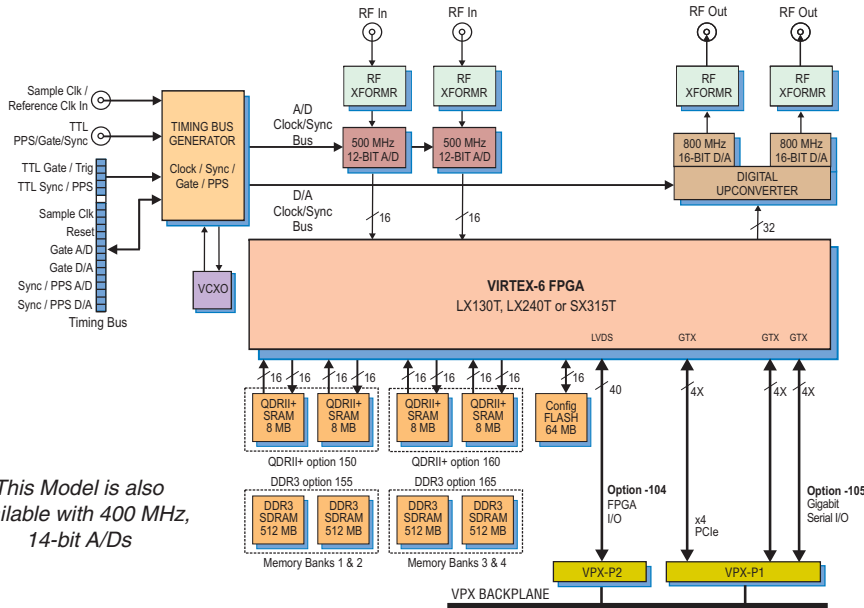 RF In
RF In
RF Out
RF Out
Sample Clk /
Reference Clk In
TTL
PPS/Gate/Sync
TTL Gate / Trig
TTL Sync / PPS
Sample Clk
Reset
Gate A/D
Gate D/A
Sync / PPS A/D
Sync / PPS D/A
Timing Bus
TIMING BUS
GENERATOR
Clock / Sync /
Gate / PPS
VCXO
A/D
Clock/Sync
Bus
D/A
Clock/Sync
Bus
RF
XFORMR
RF
XFORMR
RF
XFORMR
RF
XFORMR
500 MHz
12-BIT A/D
500 MHz
12-BIT A/D
800 MHz
16-BIT D/A
800 MHz
16-BIT D/A
DIGITAL
UPCONVERTER
16
16
32
VIRTEX-6 FPGA
LX130T, LX240T or SX315T
LVDS
GTX
GTX
GTX
16
16
16
16
16
16
16
16
16
40
4X
4X
4X
QDRII+
SRAM
8 MB
QDRII+
SRAM
8 MB
QDRII+
SRAM
8 MB
QDRII+
SRAM
8 MB
Config
FLASH
64 MB
QDRII+ option 150
QDRII+ option 160
DDR3 option 155
DDR3 option 165
DDR3
SDRAM
512 MB
DDR3
SDRAM
512 MB
DDR3
SDRAM
512 MB
DDR3
SDRAM
512 MB
Memory Banks 1 & 2
Memory Banks 3 & 4
Option -104
FPGA
I/O
x4
PCIe
Option -105
Gigabit
Serial I/O
VPX-P2
VPX-P1
VPX BACKPLANE
This Model is also
ilable with 400 MHz,
14-bit A/Ds